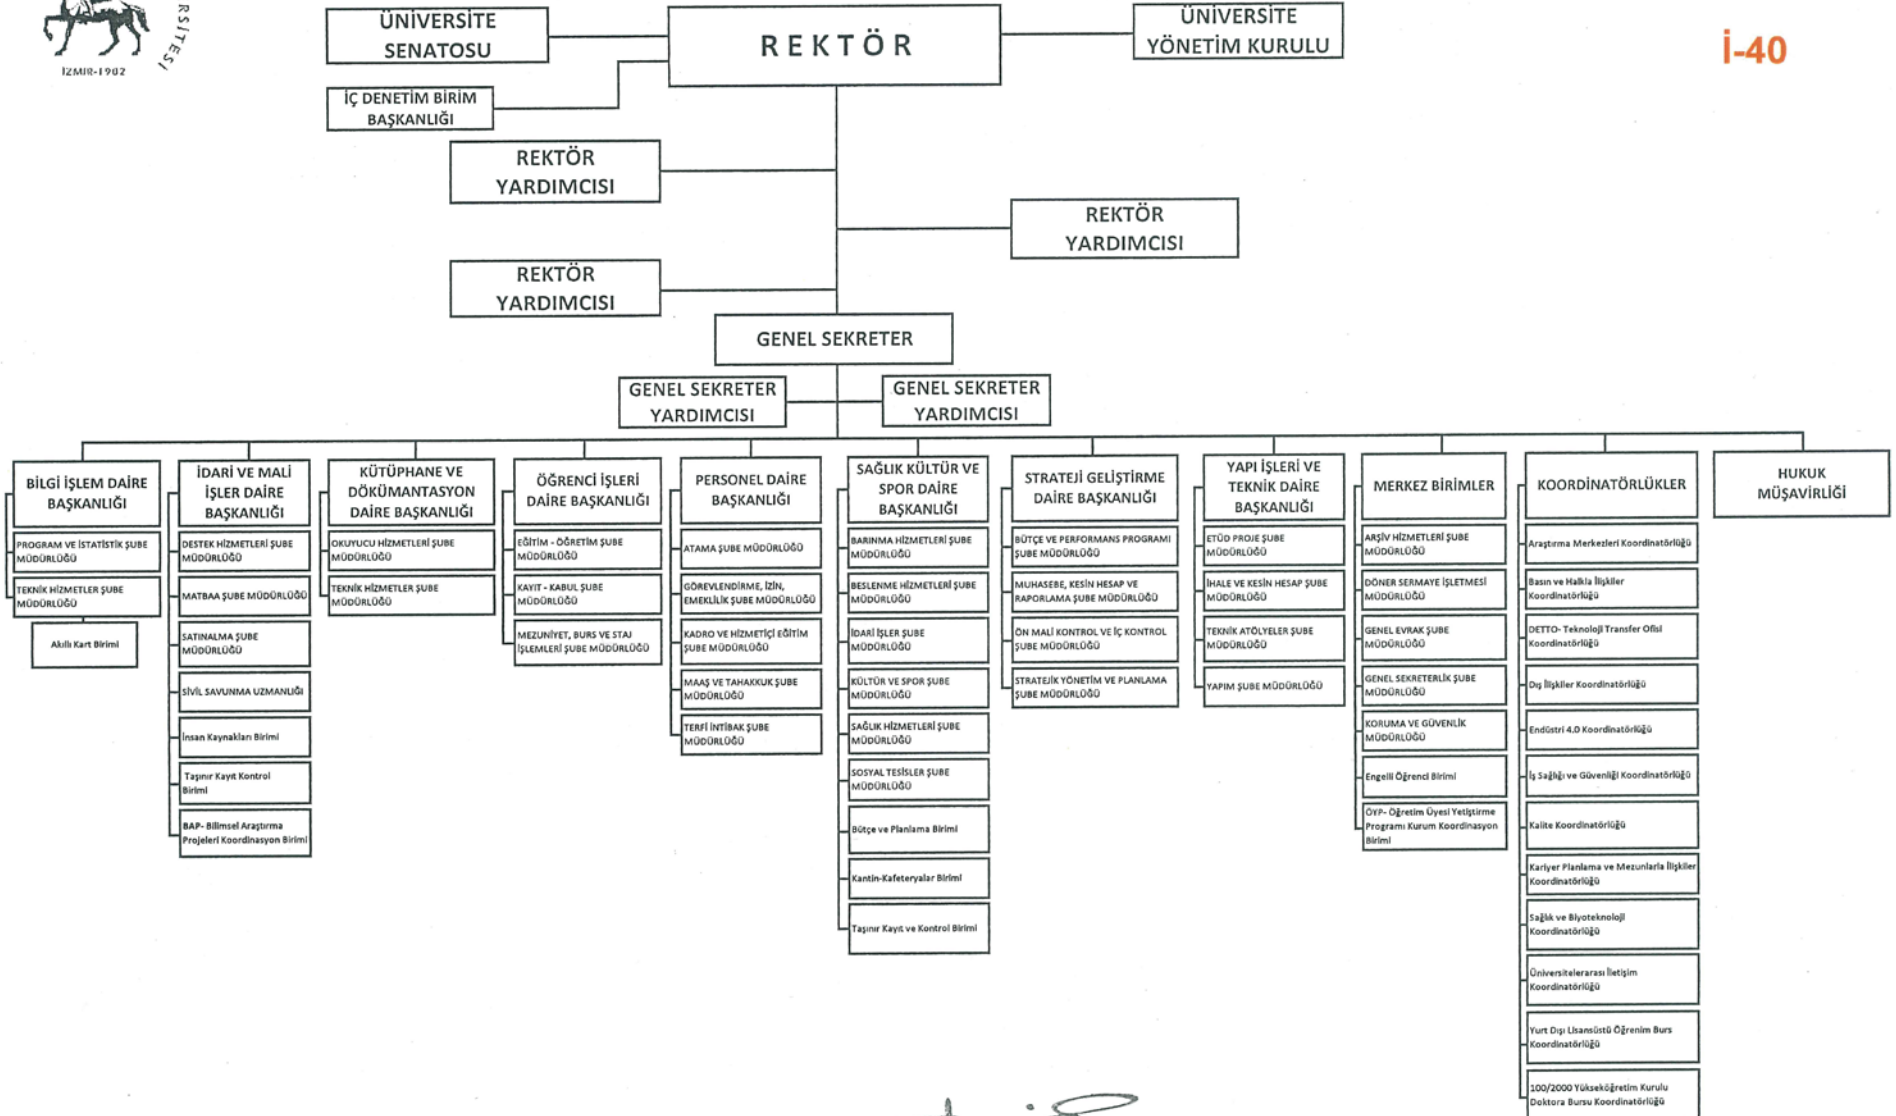 RSİTESİ
İZMİR-1982
İ-40
ÜNİVERSİTE
SENATOSU
REKTÖR
ÜNİVERSİTE
YÖNETİM KURULU
İÇ DENETİM BİRİM
BAŞKANLIĞI
REKTÖR
YARDIMCISI
REKTÖR
YARDIMCISI
REKTÖR
YARDIMCISI
GENEL SEKRETER
GENEL SEKRETER
YARDIMCISI
GENEL SEKRETER
YARDIMCISI
BİLGİ İŞLEM DAİRE
BAŞKANLIĞI
PROGRAM VE İSTATİSTİK ŞUBE
MÜDÜRLÜĞÜ
TEKNİK HİZMETLER ŞUBE
MÜDÜRLÜĞÜ
Akıllı Kart Birimi
İDARİ VE MALİ
İŞLER DAİRE
BAŞKANLIĞI
DESTEK HİZMETLERİ ŞUBE
MÜDÜRLÜĞÜ
MATBAA ŞUBE MÜDÜRLÜĞÜ
SATINALMA ŞUBE
MÜDÜRLÜĞÜ
SİVİL SAVUNMA UZMANLIĞI
İnsan Kaynakları Birimi
Taşınır Kayıt Kontrol
Birimi
BAP- Bilimsel Araştırma
Projeleri Koordinasyon Birimi
KÜTÜPHANE VE
DÖKÜMANTASYON
DAİRE BAŞKANLIĞI
OKUYUCU HİZMETLERİ ŞUBE
MÜDÜRLÜĞÜ
TEKNİK HİZMETLER ŞUBE
MÜDÜRLÜĞÜ
ÖĞRENCİ İŞLERİ
DAİRE BAŞKANLIĞI
EĞİTİM - ÖĞRETİM ŞUBE
MÜDÜRLÜĞÜ
KAYIT - KABUL ŞUBE
MÜDÜRLÜĞÜ
MEZUNİYET, BURS VE STAJ
İŞLEMLERİ ŞUBE MÜDÜRLÜĞÜ
PERSONEL DAİRE
BAŞKANLIĞI
ATAMA ŞUBE MÜDÜRLÜĞÜ
GÖREVLENDİRME, İZİN,
EMEKLİLİK ŞUBE MÜDÜRLÜĞÜ
KADRO VE HİZMETİÇİ EĞİTİM
ŞUBE MÜDÜRLÜĞÜ
MAAŞ VE TAHAKKUK ŞUBE
MÜDÜRLÜĞÜ
TERFİ İNTİBAK ŞUBE
MÜDÜRLÜĞÜ
SAĞLIK KÜLTÜR VE
SPOR DAİRE
BAŞKANLIĞI
BARINMA HİZMETLERİ ŞUBE
MÜDÜRLÜĞÜ
BESLENME HİZMETLERİ ŞUBE
MÜDÜRLÜĞÜ
İDARİ İŞLER ŞUBE
MÜDÜRLÜĞÜ
KÜLTÜR VE SPOR ŞUBE
MÜDÜRLÜĞÜ
SAĞLIK HİZMETLERİ ŞUBE
MÜDÜRLÜĞÜ
SOSYAL TESİSLER ŞUBE
MÜDÜRLÜĞÜ
Bütçe ve Planlama Birimi
Kantin-Kafeteryalar Birimi
Taşınır Kayıt ve Kontrol Birimi
STRATEJİ GELİŞTİRME
DAİRE BAŞKANLIĞI
BÜTÇE VE PERFORMANS PROGRAMI
ŞUBE MÜDÜRLÜĞÜ
MUHASEBE, KESİN HESAP VE
RAPORLAMA ŞUBE MÜDÜRLÜĞÜ
ÖN MALİ KONTROL VE İÇ KONTROL
ŞUBE MÜDÜRLÜĞÜ
STRATEJİK YÖNETİM VE PLANLAMA
ŞUBE MÜDÜRLÜĞÜ
YAPI İŞLERİ VE
TEKNİK DAİRE
BAŞKANLIĞI
ETÜD PROJE ŞUBE
MÜDÜRLÜĞÜ
İHALE VE KESİN HESAP ŞUBE
MÜDÜRLÜĞÜ
TEKNİK ATÖLYELER ŞUBE
MÜDÜRLÜĞÜ
YAPIM ŞUBE MÜDÜRLÜĞÜ
MERKEZ BİRİMLER
ARŞİV HİZMETLERİ ŞUBE
MÜDÜRLÜĞÜ
DÖNER SERMAYE İŞLETMESİ
MÜDÜRLÜĞÜ
GENEL EVRAK ŞUBE
MÜDÜRLÜĞÜ
GENEL SEKRETERLİK ŞUBE
MÜDÜRLÜĞÜ
KORUMA VE GÜVENLİK
MÜDÜRLÜĞÜ
Engelli Öğrenci Birimi
ÖYP- Öğretim Üyesi Yetiştirme
Programı Kurum Koordinasyon
Birimi
KOORDİNATÖRLÜKLER
Araştırma Merkezleri Koordinatörlüğü
Basın ve Halkla İlişkiler
Koordinatörlüğü
DETTO- Teknoloji Transfer Ofisi
Koordinatörlüğü
Dış İlişkiler Koordinatörlüğü
Endüstri 4.0 Koordinatörlüğü
İş Sağlığı ve Güvenliği Koordinatörlüğü
Kalite Koordinatörlüğü
Kariyer Planlama ve Mezunlarla İlişkiler
Koordinatörlüğü
Sağlık ve Biyoteknoloji
Koordinatörlüğü
Üniversitelerarası İletişim
Koordinatörlüğü
Yurt Dışı Lisansüstü Öğrenim Burs
Koordinatörlüğü
100/2000 Yükseköğretim Kurulu
Doktora Bursu Koordinatörlüğü
HUKUK
MÜŞAVİRLİĞİ